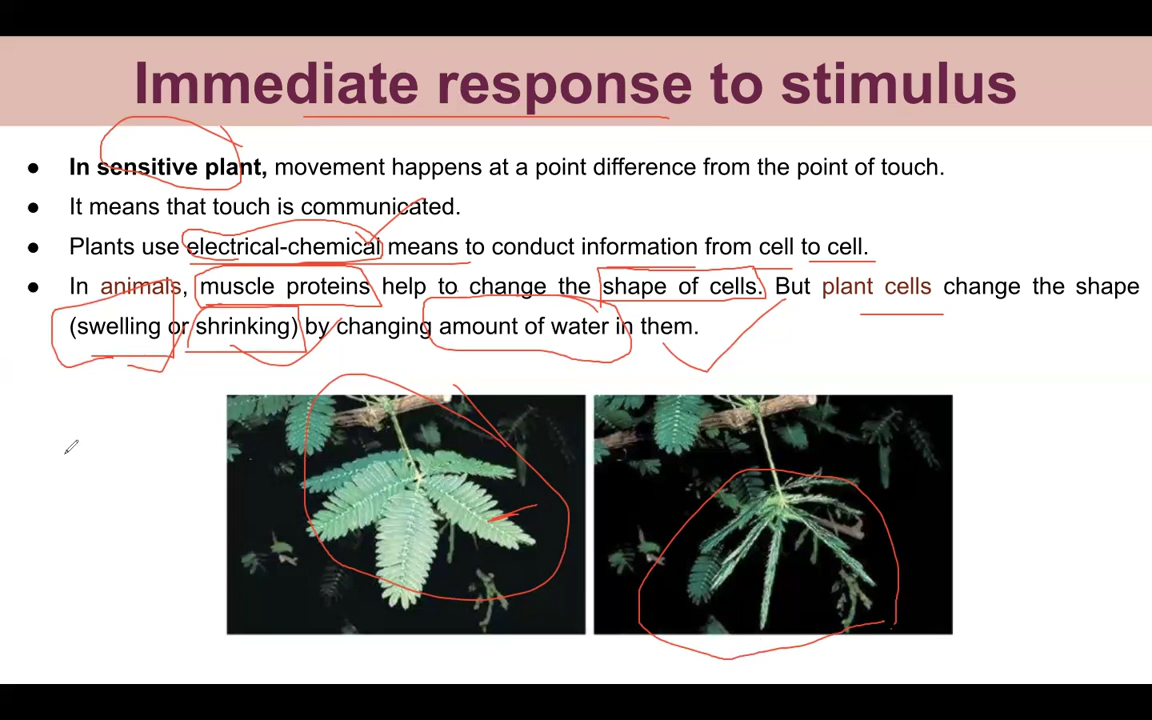 Immediate response to stimulus
● In sensitive plant, movement happens at a point difference from the point of touch.
● It means that touch is communicated.
● Plants use electrical-chemical means to conduct information from cell to cell.
● In animals, muscle proteins help to change the shape of cells. But plant cells change the shape
(swelling or shrinking) by changing amount of water in them.